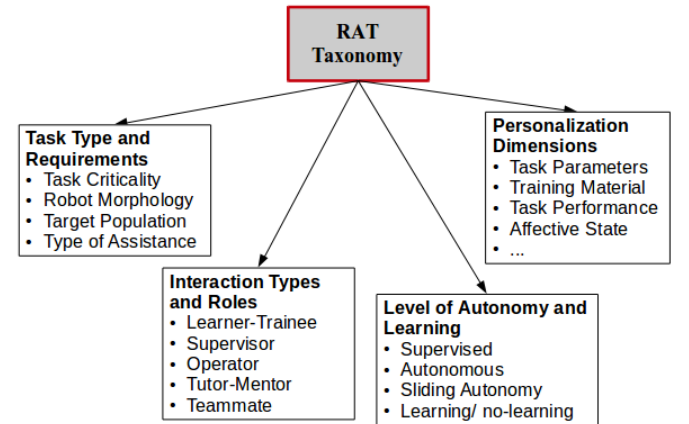 RAT
Taxonomy
Task Type and
Requirements
• Task Criticality
• Robot Morphology
• Target Population
• Type of Assistance
Interaction Types
and Roles
• Learner-Trainee
• Supervisor
• Operator
• Tutor-Mentor
• Teammate
Level of Autonomy and
Learning
• Supervised
• Autonomous
• Sliding Autonomy
• Learning/ no-learning
Personalization
Dimensions
• Task Parameters
• Training Material
• Task Performance
• Affective State
• ...